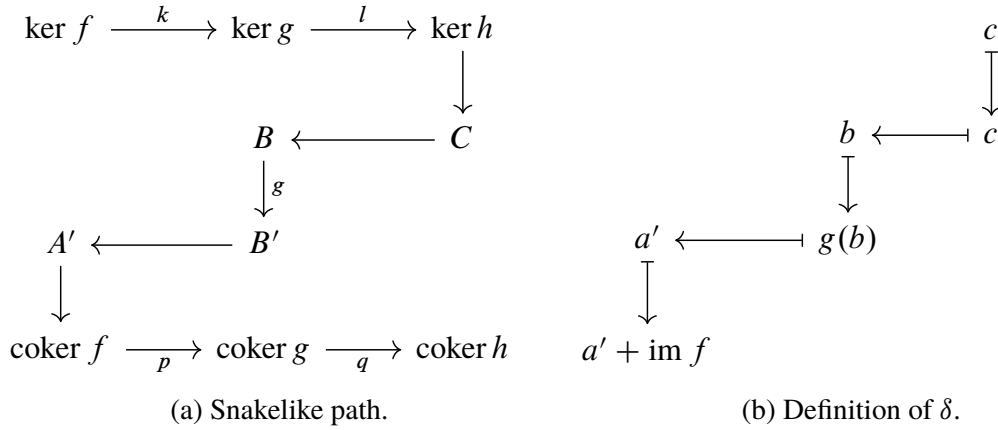 ker f k ker g l ker h c
B C b c
g
A′ B′ a′ g(b)
coker f p coker g q coker h a′ + im f
(a) Snakelike path. (b) Definition of δ.